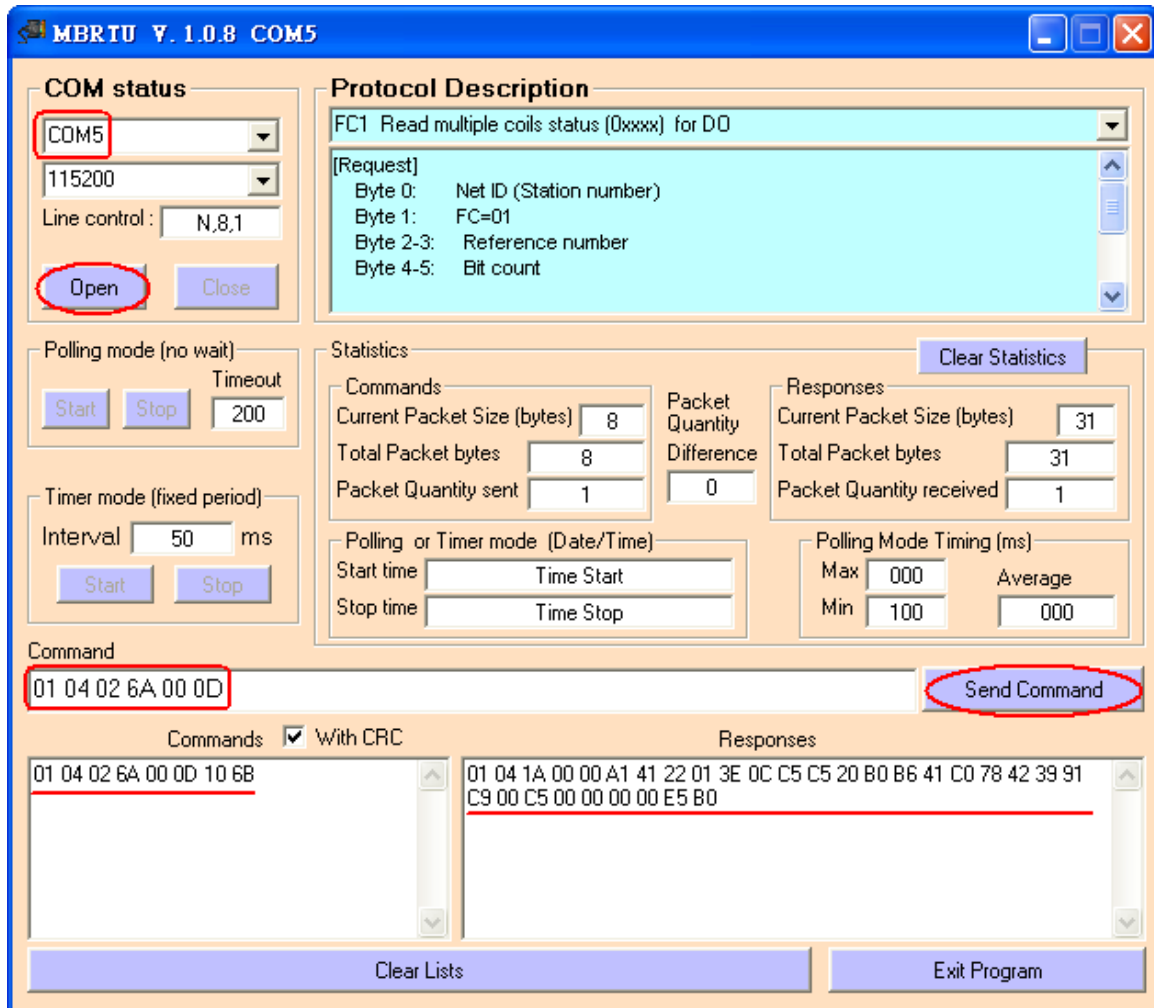 MBRTU V. 1.0.8 COM5
COM status
COM5
115200
Line control : N,8,1
Open Close
Protocol Description
FC1 Read multiple coils status (0xxxx) for DO
[Request]
Byte 0: Net ID (Station number)
Byte 1: FC=01
Byte 2-3: Reference number
Byte 4-5: Bit count
Polling mode (no wait)
Timeout
Start Stop 200
Timer mode (fixed period)
Interval 50 ms
Start Stop
Statistics
Clear Statistics
Commands
Current Packet Size (bytes) 8
Total Packet bytes 8
Packet Quantity sent 1
Packet
Quantity
Difference
0
Responses
Current Packet Size (bytes) 31
Total Packet bytes 31
Packet Quantity received 1
Polling or Timer mode (Date/Time)
Start time Time Start
Stop time Time Stop
Polling Mode Timing (ms)
Max 000 Average
Min 100 000
Command
01 04 02 6A 00 0D
Send Command
Commands With CRC
01 04 02 6A 00 0D 10 6B
Responses
01 04 1A 00 00 A1 41 22 01 3E 0C C5 C5 20 B0 B6 41 C0 78 42 39 91
C9 00 C5 00 00 00 00 E5 B0
Clear Lists
Exit Program